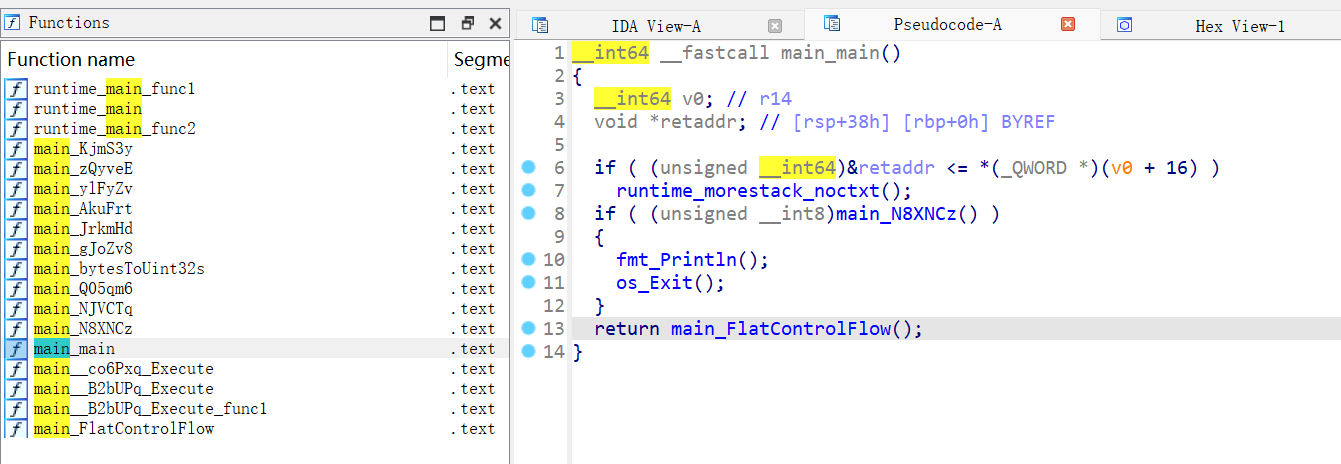 Functions
Function name Segme
runtime_main_func1 .text
runtime_main .text
runtime_main_func2 .text
main_KjmS3y .text
main_zQyveE .text
main_ylFyZv .text
main_AkuFrt .text
main_JrkmHd .text
main_gJoZv8 .text
main_bytesToUint32s .text
main_Q05qm6 .text
main_NJVCTq .text
main_N8XNCz .text
main_main .text
main__co6Pxq_Execute .text
main__B2bUPq_Execute .text
main__B2bUPq_Execute_func1 .text
main_FlatControlFlow .text
IDA View-A Pseudocode-A Hex View-1
1 __int64 __fastcall main_main()
2 {
3 __int64 v0; // r14
4 void *retaddr; // [rsp+38h] [rbp+0h] BYREF
5
6 if ( (unsigned __int64)&retaddr <= *(_QWORD *)(v0 + 16) )
7 runtime_morestack_noctxt();
8 if ( (unsigned __int8)main_N8XNCz() )
9 {
10 fmt_Println();
11 os_Exit();
12 }
13 return main_FlatControlFlow();
14 }